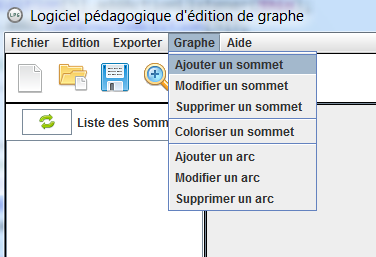 LPG Logiciel pédagogique d'édition de graphe
Fichier Edition Exporter Graphe Aide
Ajouter un sommet
Modifier un sommet
Supprimer un sommet
Coloriser un sommet
Ajouter un arc
Modifier un arc
Supprimer un arc
Liste des Somm